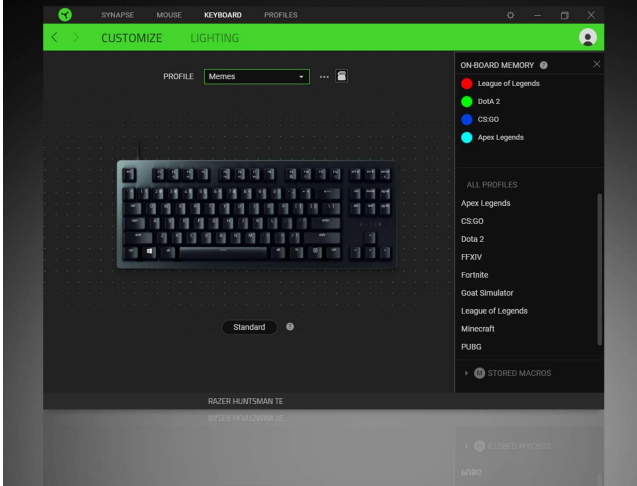 SYNAPSE MOUSE KEYBOARD PROFILES
CUSTOMIZE LIGHTING
PROFILE Memes
ON-BOARD MEMORY ?
League of Legends
DotA 2
CS:GO
Apex Legends
ALL PROFILES
Apex Legends
CS:GO
Dota 2
FFXIV
Fortnite
Goat Simulator
League of Legends
Minecraft
PUBG
M STORED MACROS
Standard ?
RAZER HUNTSMAN TE